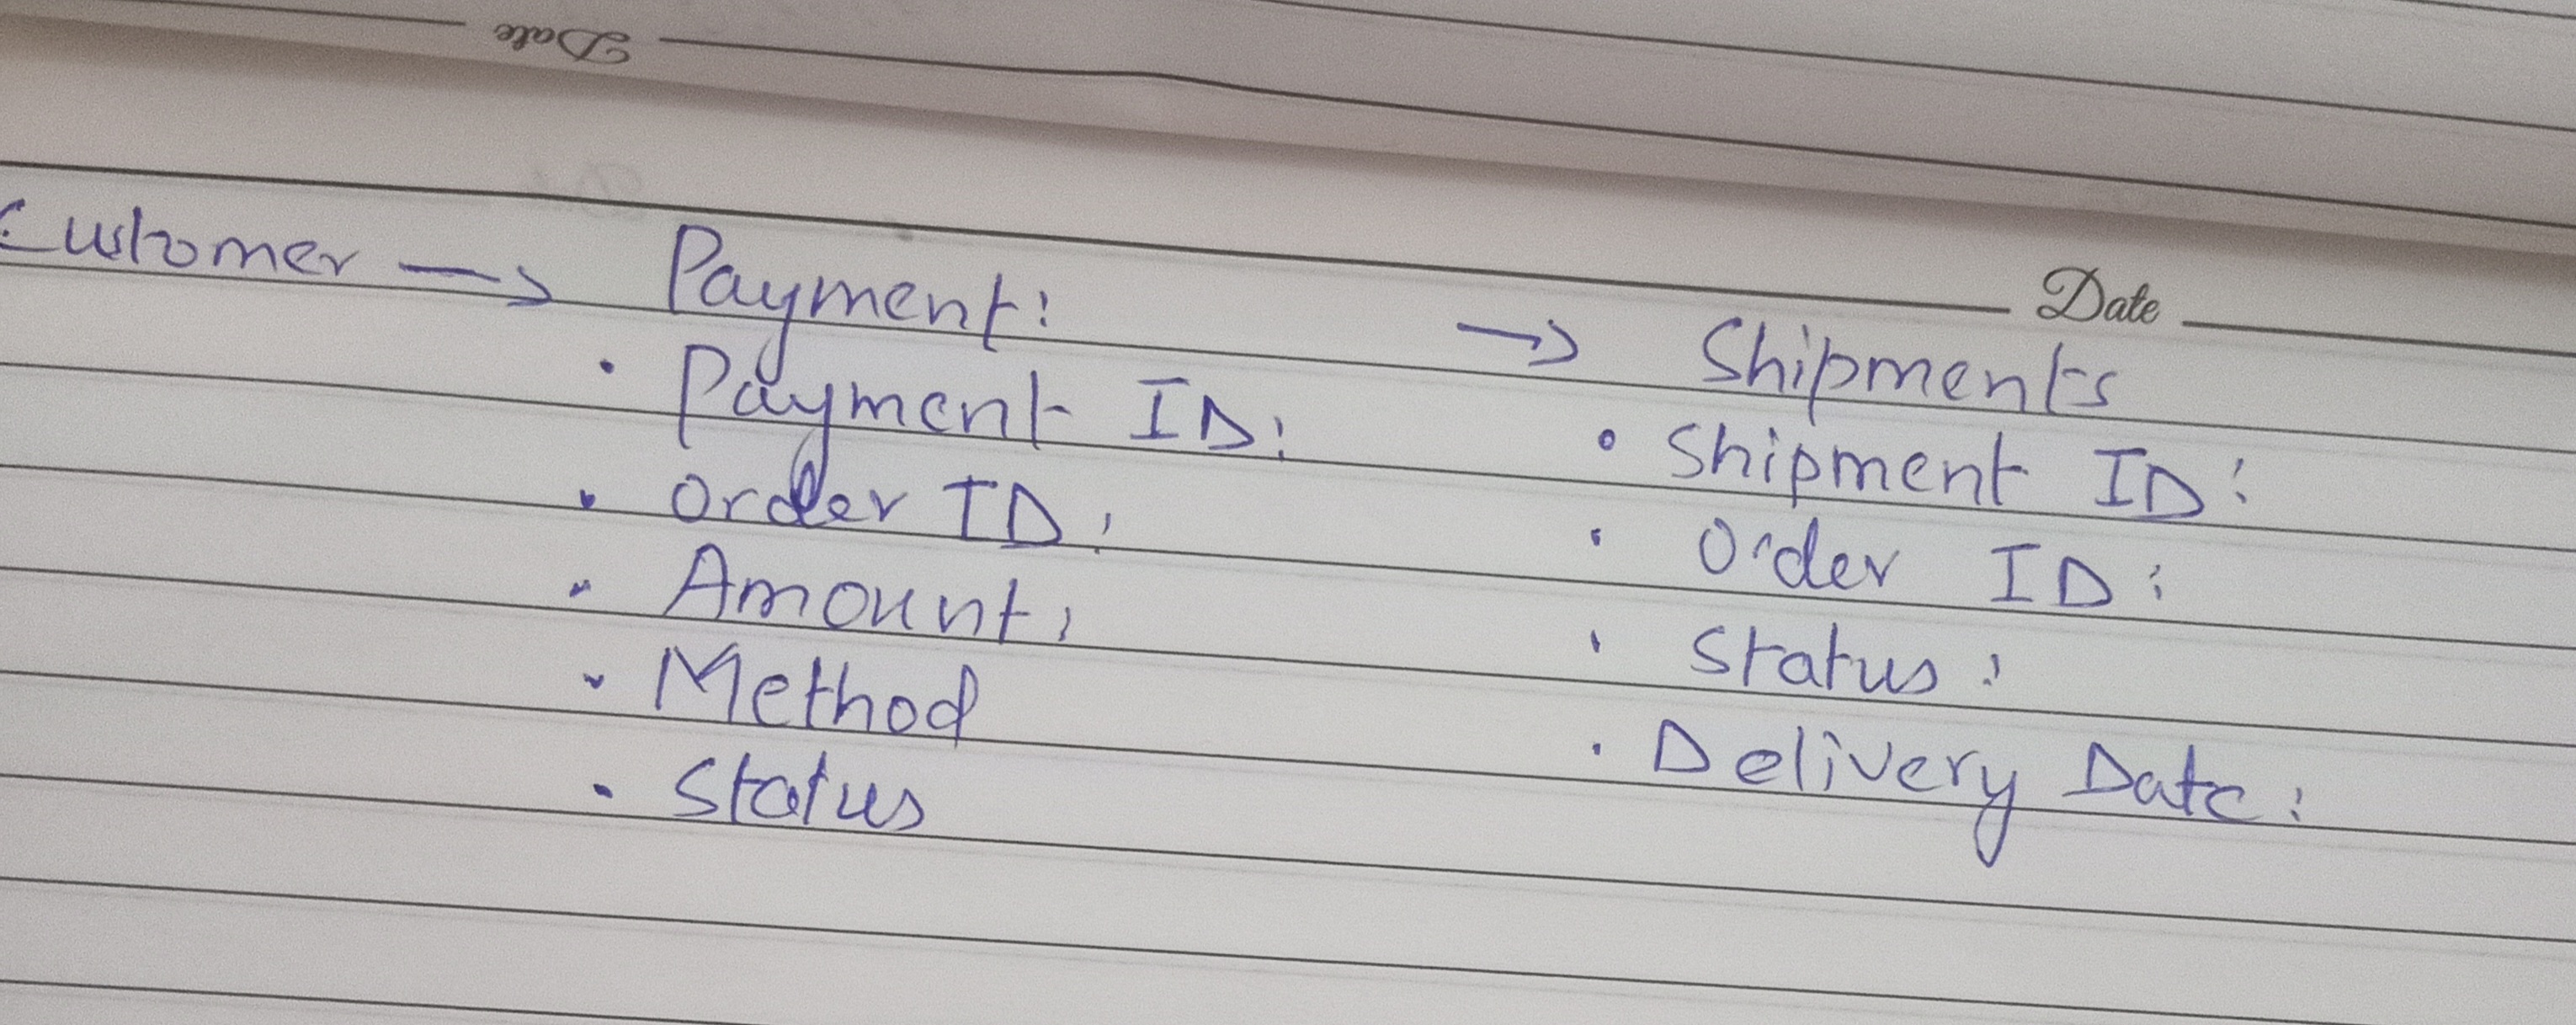 Date
Date
Customer → Payment: → Shipments
• Payment ID:
• Shipment ID:
• Order ID:
• Order ID:
• Amount:
• Status:
• Method
• Delivery Date:
• Status